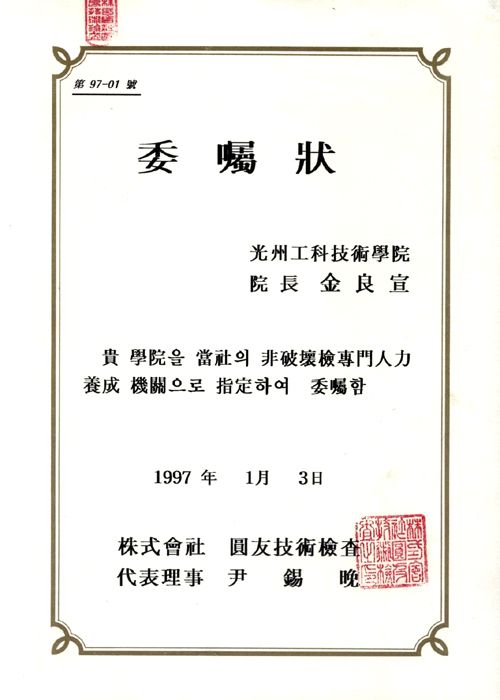 第 97-01 號
委囑狀
光州工科技術學院
院長 金良宣
貴 學院을 當社의 非破壞檢專門人力
養成 機關으로 指定하여 委囑함
1997 年 1月 3日
株式會社 圓友技術檢査
代表理事 尹錫晚